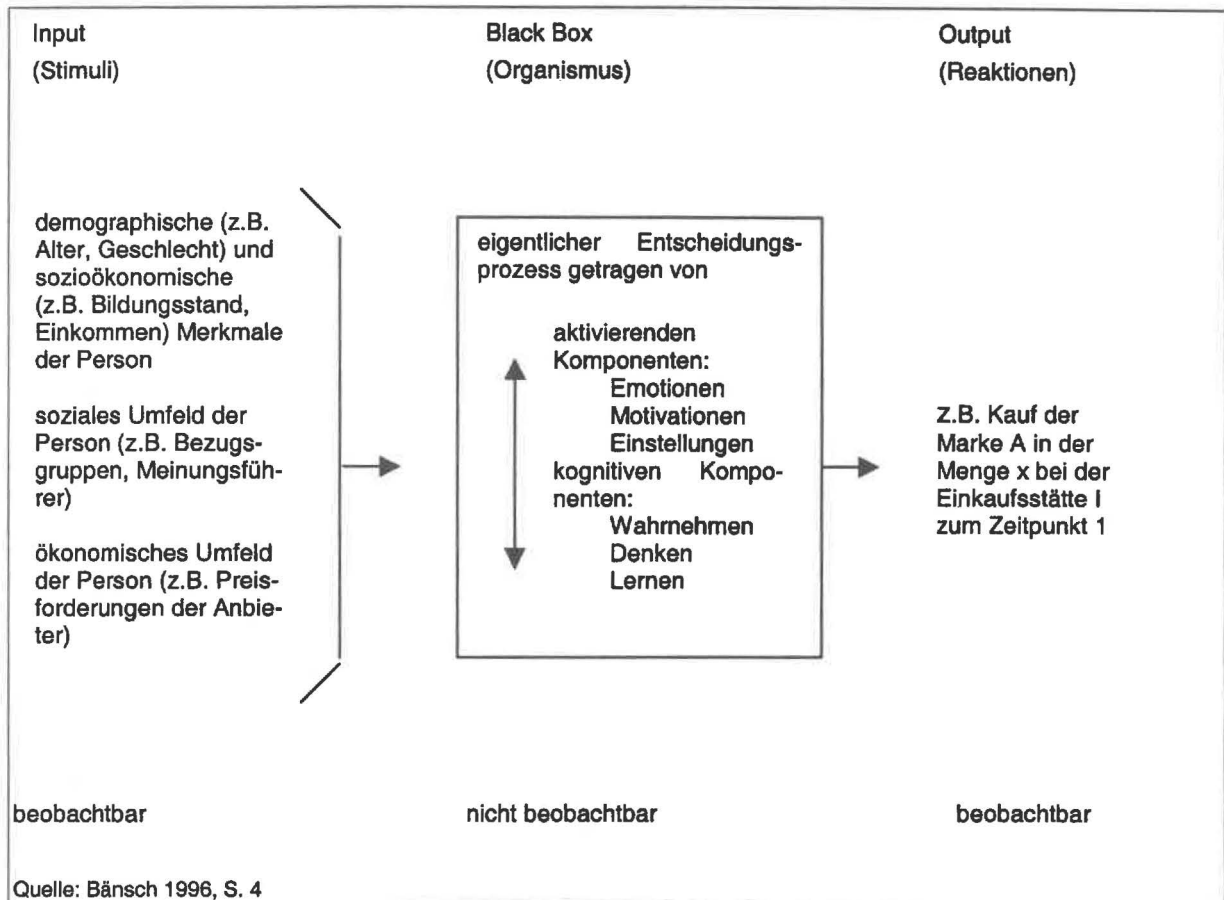 Input
(Stimuli)
Black Box
(Organismus)
Output
(Reaktionen)
demographische (z.B.
Alter, Geschlecht) und
sozioökonomische
(z.B. Bildungsstand,
Einkommen) Merkmale
der Person
soziales Umfeld der
Person (z.B. Bezugs-
gruppen, Meinungsfüh-
rer)
ökonomisches Umfeld
der Person (z.B. Preis-
forderungen der Anbie-
ter)
eigentlicher Entscheidungs-
prozess getragen von
aktivierenden
Komponenten:
Emotionen
Motivationen
Einstellungen
kognitiven Kompo-
nenten:
Wahrnehmen
Denken
Lernen
z.B. Kauf der
Marke A in der
Menge x bei der
Einkaufsstätte I
zum Zeitpunkt 1
beobachtbar
nicht beobachtbar
beobachtbar
Quelle: Bänsch 1996, S. 4